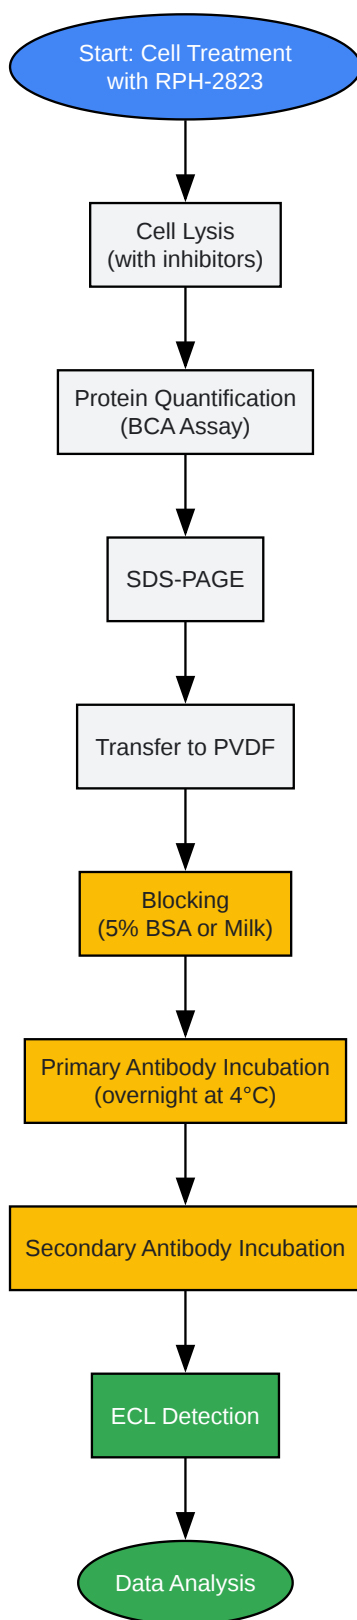 Start: Cell Treatment
with RPH-2823
Cell Lysis
(with inhibitors)
Protein Quantification
(BCA Assay)
SDS-PAGE
Transfer to PVDF
Blocking
(5% BSA or Milk)
Primary Antibody Incubation
(overnight at 4°C)
Secondary Antibody Incubation
ECL Detection
Data Analysis